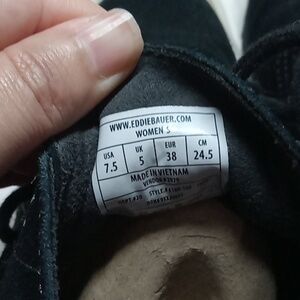 WWW.EDDIEBAUER.COM
WOMEN'S
USA UK EUR CM
7.5 5 38 24.5
MADE IN VIETNAM